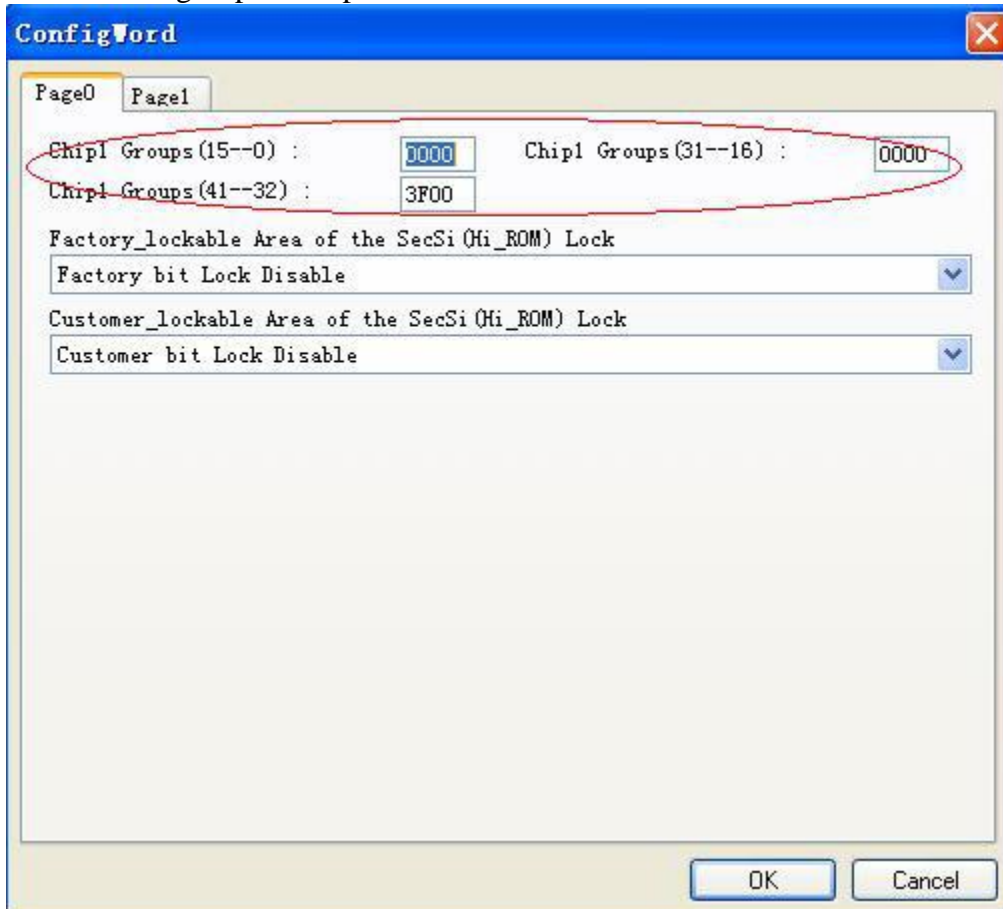 ConfigWord
Page0 Page1
Chip1 Groups(15--0) : 0000 Chip1 Groups(31--16) : 0000
Chip1 Groups(41--32) : 3F00
Factory_lockable Area of the SecSi(Hi_ROM) Lock
Factory bit Lock Disable
Customer_lockable Area of the SecSi(Hi_ROM) Lock
Customer bit Lock Disable
OK Cancel